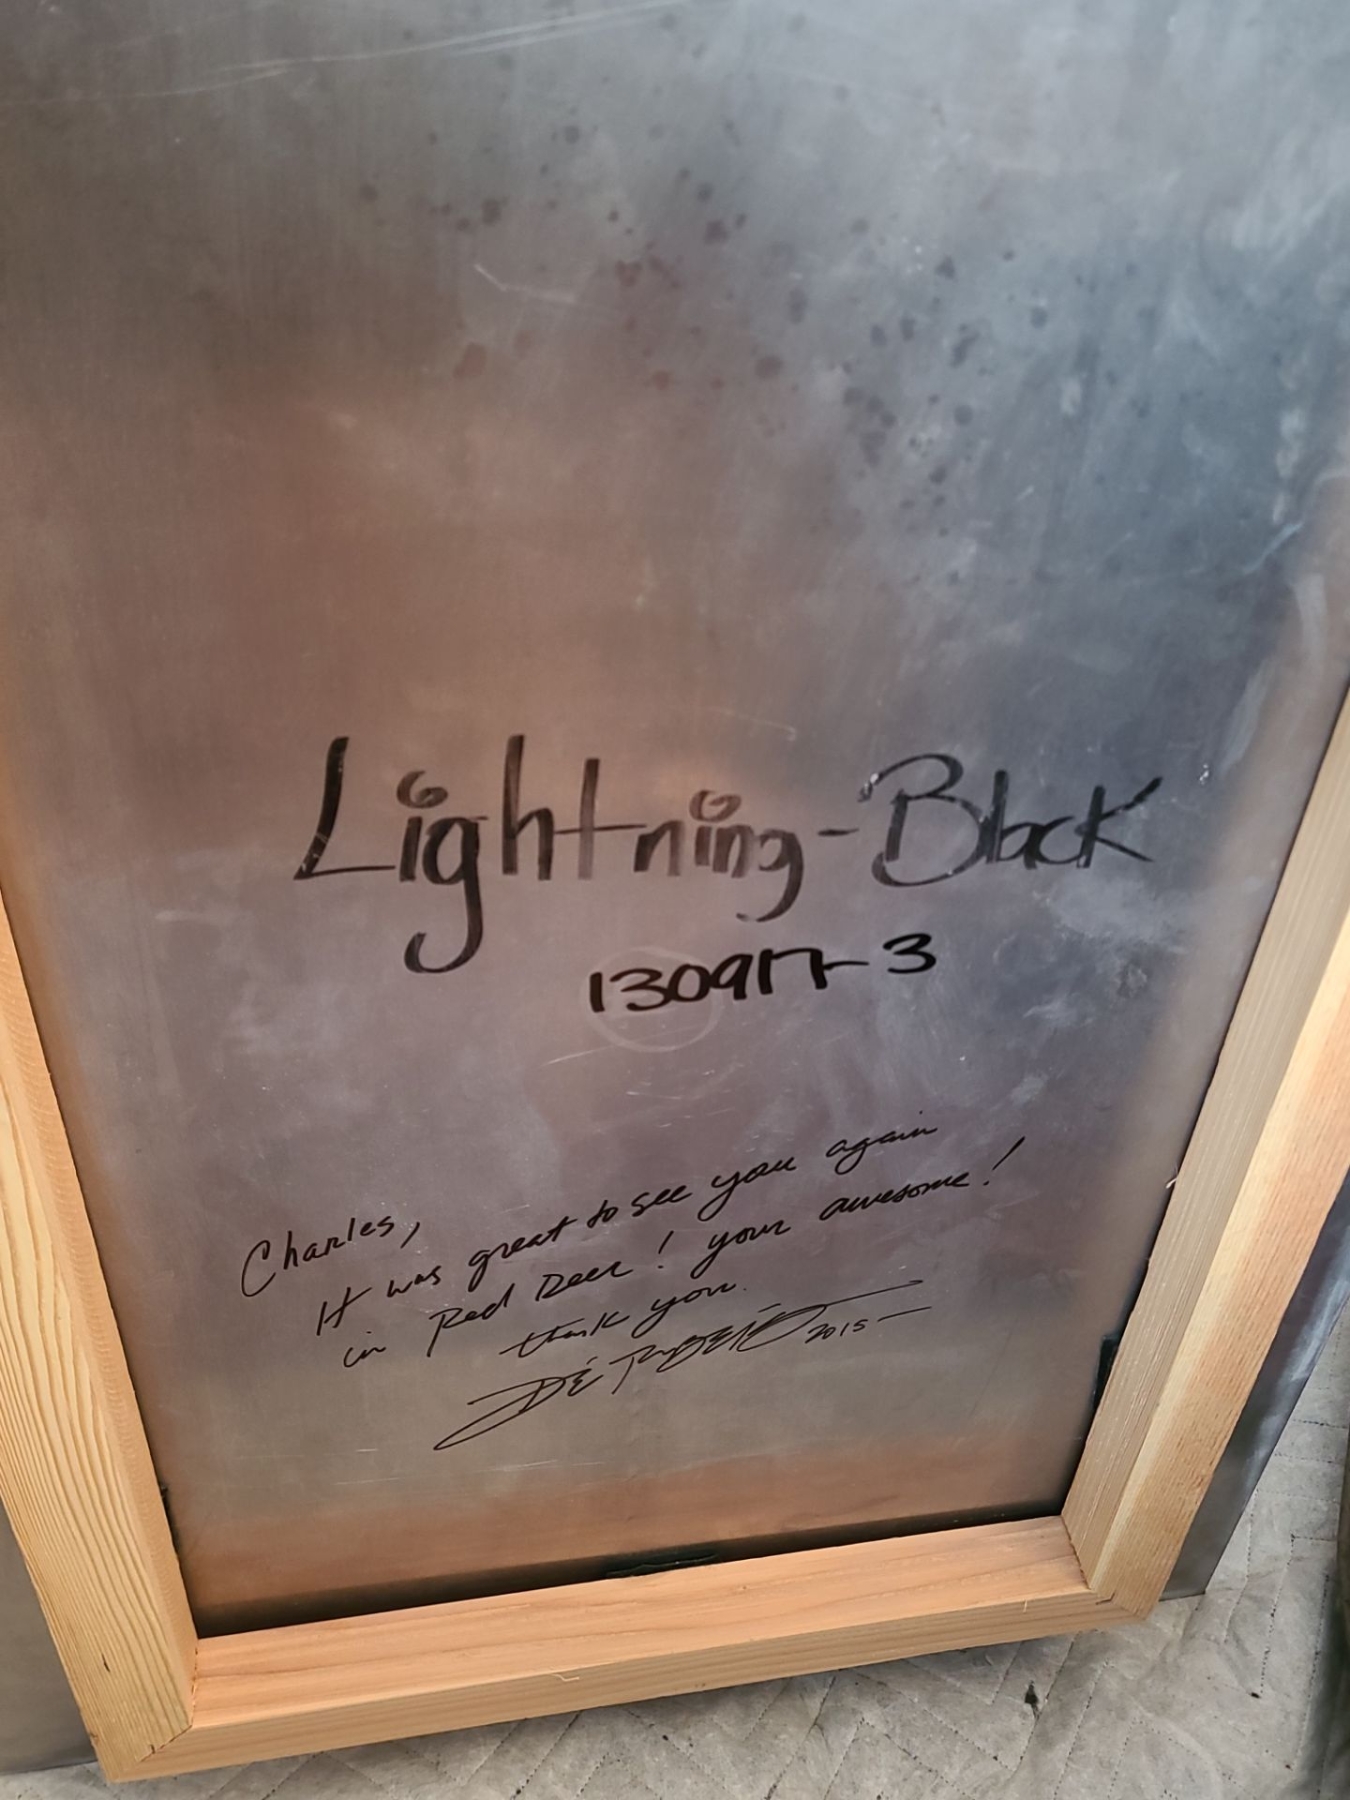 Lightning-Black
130917-3
Charles,
It was great to see you again
in Red Deer! your awesome!
thank you.
2015